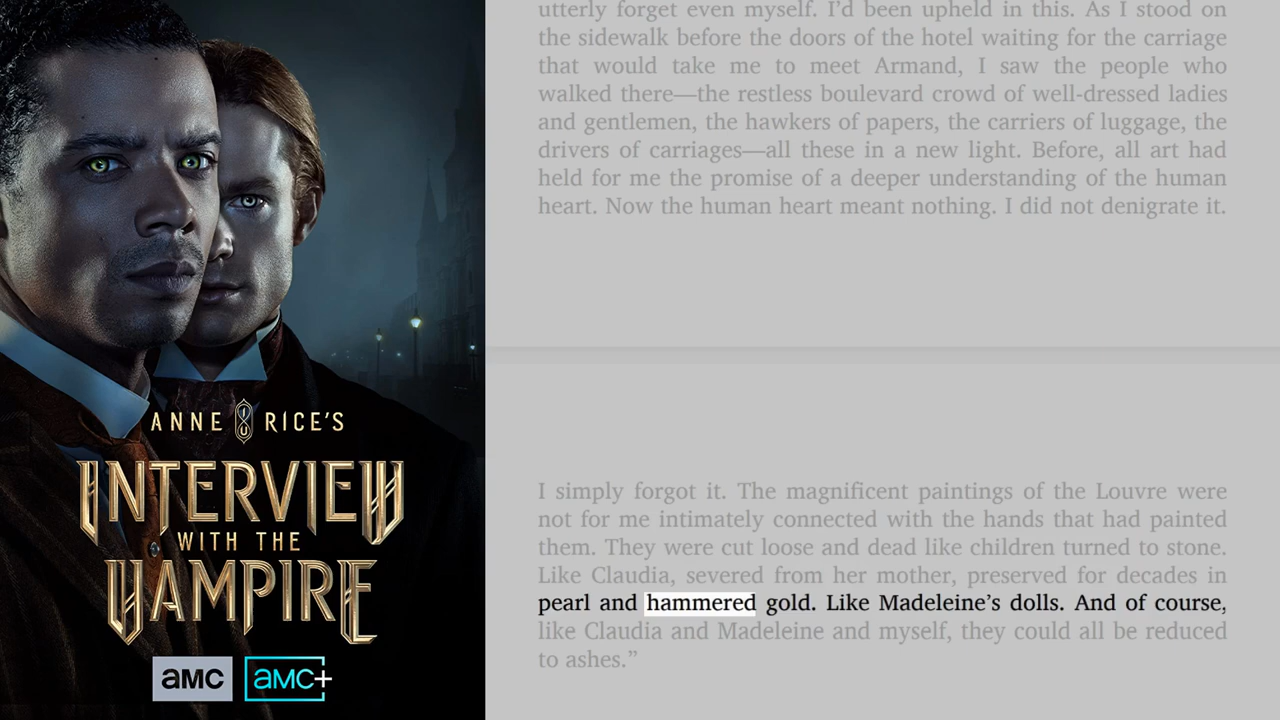 ANNE RICE'S
INTERVIEW
WITH THE
VAMPIRE
amc
amc+
utterly forget even myself. I’d been upheld in this. As I stood on
the sidewalk before the doors of the hotel waiting for the carriage
that would take me to meet Armand, I saw the people who
walked there—the restless boulevard crowd of well-dressed ladies
and gentlemen, the hawkers of papers, the carriers of luggage, the
drivers of carriages—all these in a new light. Before, all art had
held for me the promise of a deeper understanding of the human
heart. Now the human heart meant nothing. I did not denigrate it.
I simply forgot it. The magnificent paintings of the Louvre were
not for me intimately connected with the hands that had painted
them. They were cut loose and dead like children turned to stone.
Like Claudia, severed from her mother, preserved for decades in
pearl and hammered gold. Like Madeleine’s dolls. And of course,
like Claudia and Madeleine and myself, they could all be reduced
to ashes.”